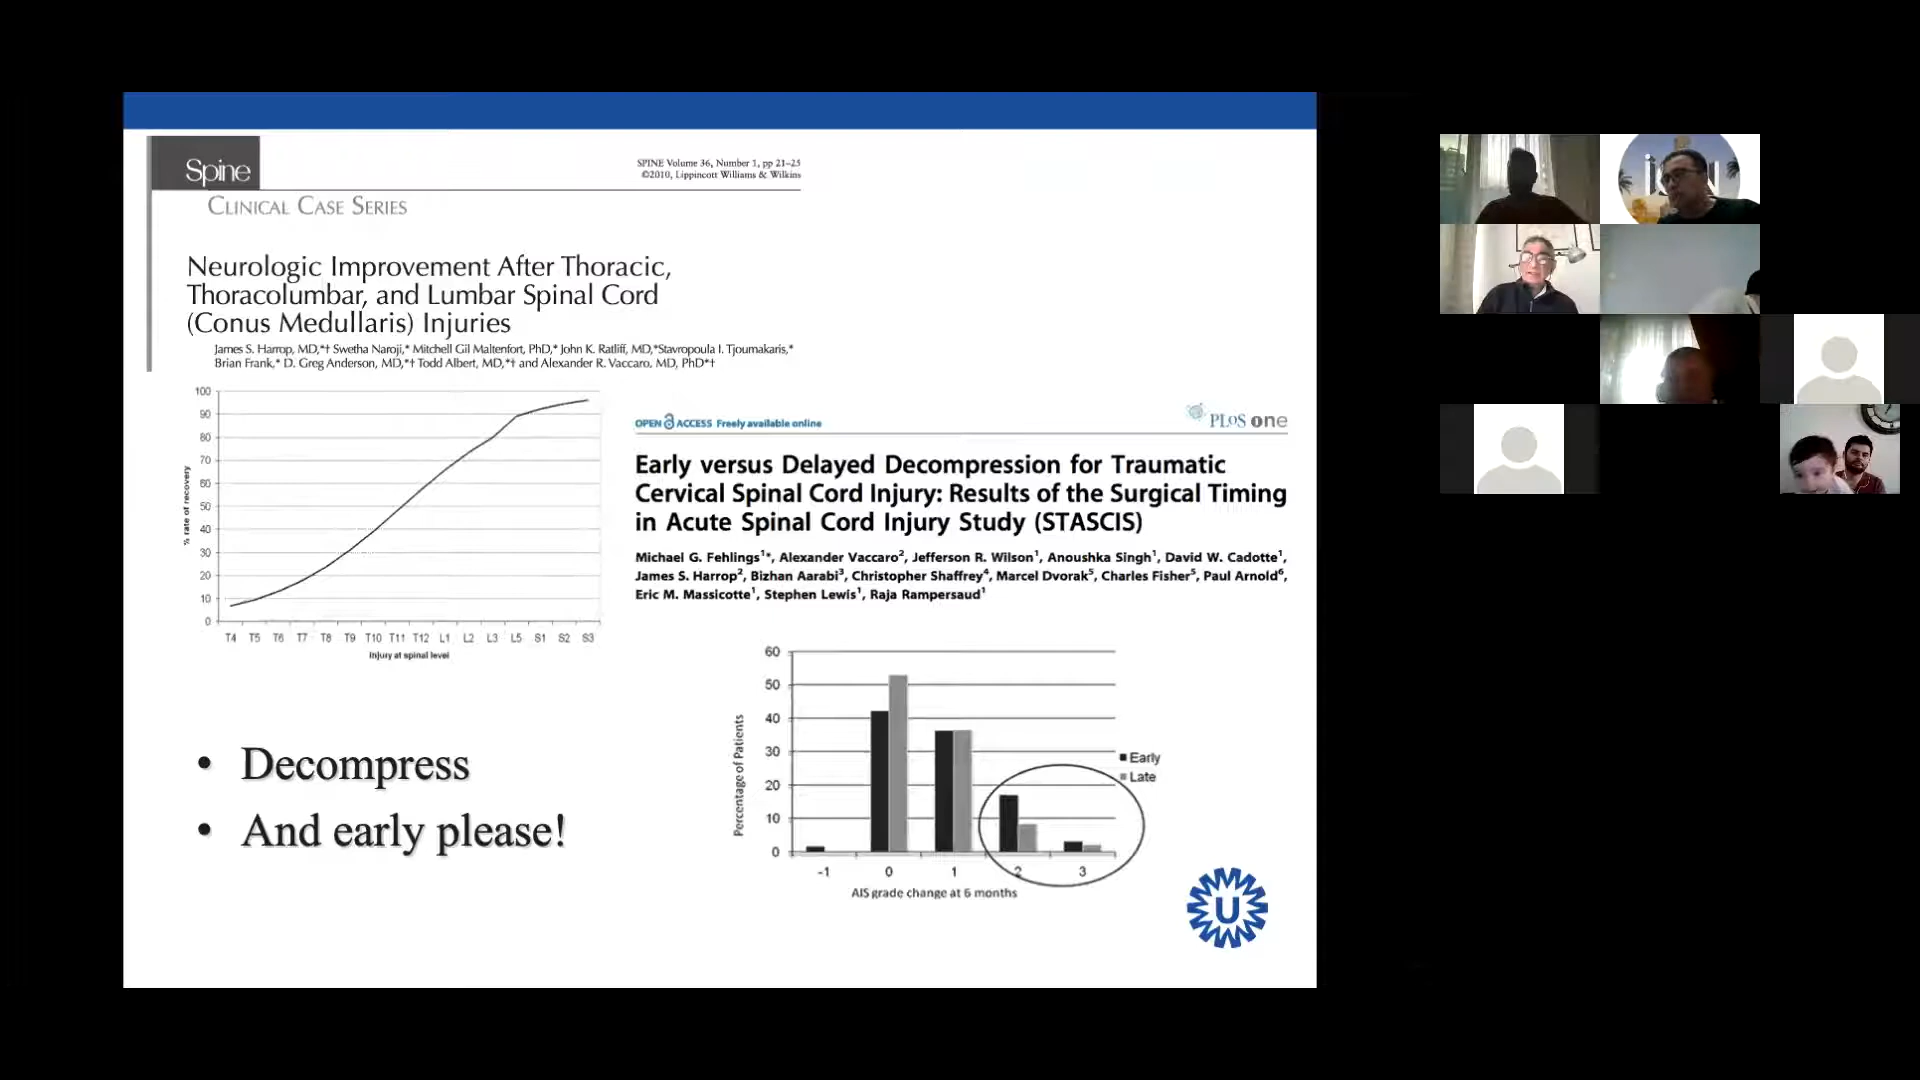 Spine
SPINE Volume 36, Number 1, pp 21–25
©2010, Lippincott Williams & Wilkins
CLINICAL CASE SERIES
Neurologic Improvement After Thoracic,
Thoracolumbar, and Lumbar Spinal Cord
(Conus Medullaris) Injuries
James S. Harrop, MD,*† Swetha Naroji,* Mitchell Gil Maltenfort, PhD,* John K. Ratliff, MD,*Stavropoula I. Tjoumakaris,*
Brian Frank,* D. Greg Anderson, MD,*† Todd Albert, MD,*† and Alexander R. Vaccaro, MD, PhD*†
100
90
80
70
60
50
40
30
20
10
0
% rate of recovery
T4 T5 T6 T7 T8 T9 T10 T11 T12 L1 L2 L3 L5 S1 S2 S3
Injury at spinal level
OPEN ACCESS Freely available online
PLoS one
Early versus Delayed Decompression for Traumatic
Cervical Spinal Cord Injury: Results of the Surgical Timing
in Acute Spinal Cord Injury Study (STASCIS)
Michael G. Fehlings¹*, Alexander Vaccaro², Jefferson R. Wilson¹, Anoushka Singh¹, David W. Cadotte¹,
James S. Harrop², Bizhan Aarabi³, Christopher Shaffrey⁴, Marcel Dvorak⁵, Charles Fisher⁵, Paul Arnold⁶,
Eric M. Massicotte¹, Stephen Lewis¹, Raja Rampersaud¹
60
50
40
30
20
10
0
Percentage of Patients
-1 0 1 2 3
AIS grade change at 6 months
Early
Late
• Decompress
• And early please!
U